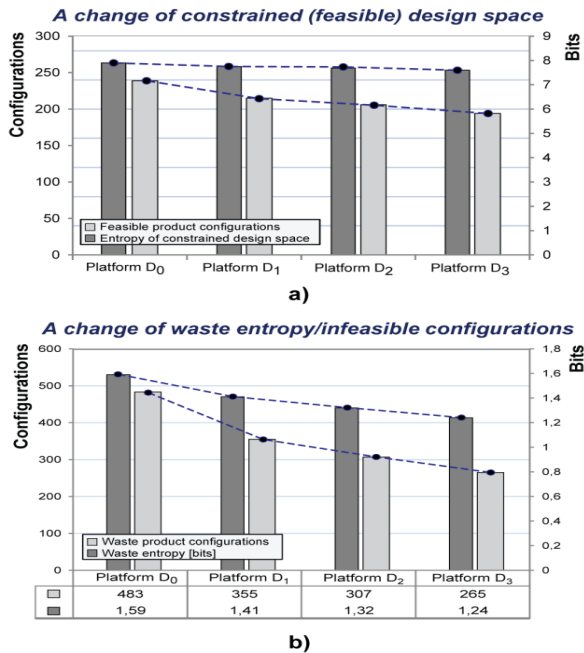 A change of constrained (feasible) design space
Configurations
Bits
300
250
200
150
100
50
0
9
8
7
6
5
4
3
2
1
0
Feasible product configurations
Entropy of constrained design space
Platform D0 Platform D1 Platform D2 Platform D3
a)
A change of waste entropy/infeasible configurations
Configurations
Bits
600
500
400
300
200
100
0
1,8
1,6
1,4
1,2
1
0,8
0,6
0,4
0,2
0
Waste product configurations
Waste entropy [bits]
Platform D0 Platform D1 Platform D2 Platform D3
483 355 307 265
1,59 1,41 1,32 1,24
b)